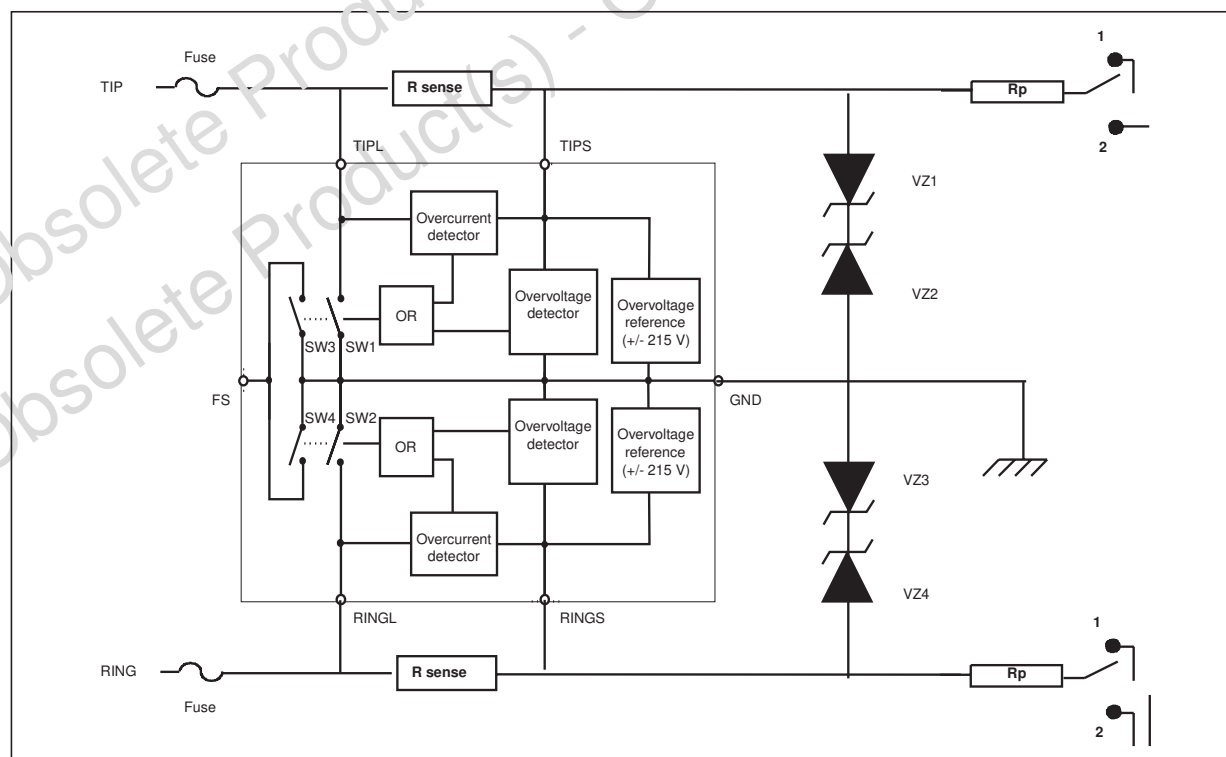 Obsolete Product(s) - O
Obsolete Product(s)
1
Fuse
TIP
R sense
Rp
TIPL
TIPS
2
VZ1
Overcurrent
detector
OR
Overvoltage
detector
Overvoltage
reference
(+/- 215 V)
VZ2
SW3
SW1
FS
GND
SW4
SW2
OR
Overvoltage
detector
Overvoltage
reference
(+/- 215 V)
VZ3
Overcurrent
detector
VZ4
RINGL
RINGS
1
RING
R sense
Rp
Fuse
2